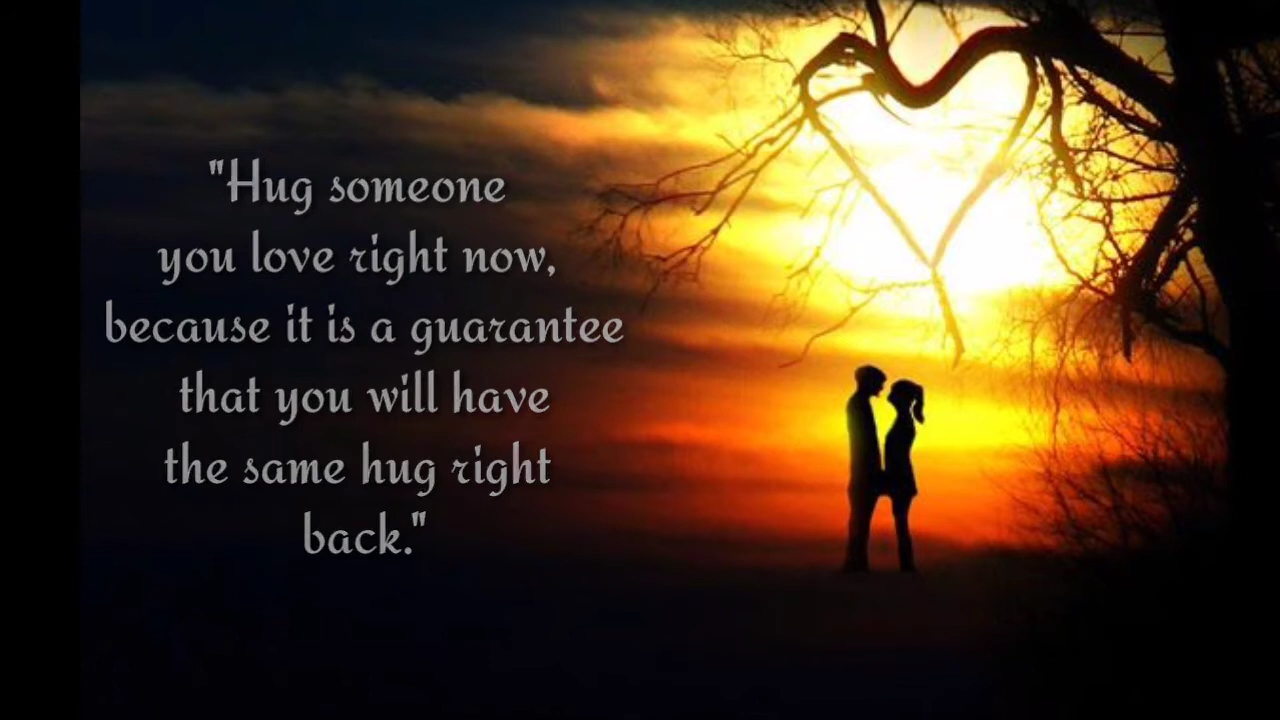 "Hug someone
you love right now,
because it is a guarantee
that you will have
the same hug right
back."